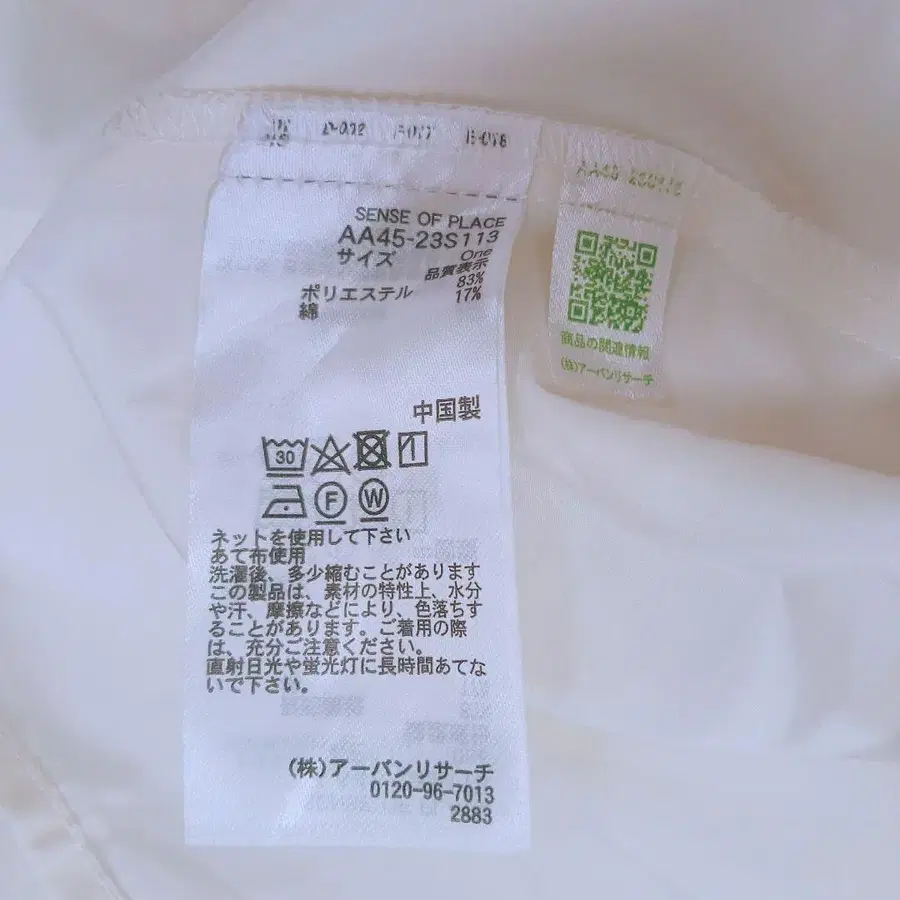 SENSE OF PLACE
AA45-23S113
サイズ One
品質表示
ポリエステル 83%
綿 17%
中国製
30
F W
ネットを使用して下さい
あて布使用
洗濯後、多少縮むことがあります
この製品は、素材の特性上、水分
や汗、摩擦などにより、色落ちす
ることがあります。ご着用の際
は、充分ご注意ください。
直射日光や蛍光灯に長時間あてな
いで下さい。
(株)アーバンリサーチ
0120-96-7013
2883
商品の関連情報
(株)アーバンリサーチ